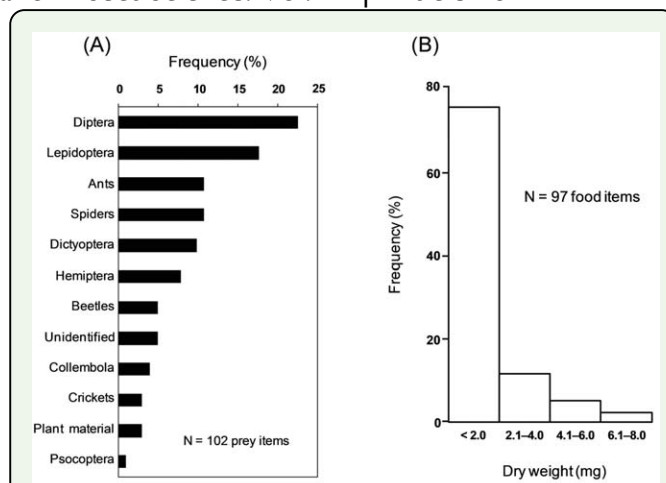 (A)
Frequency (%)
0 5 10 15 20 25
Diptera
Lepidoptera
Ants
Spiders
Dictyoptera
Hemiptera
Beetles
Unidentified
Collembola
Crickets
Plant material
Psocoptera
N = 102 prey items
(B)
80
60
40
20
0
Frequency (%)
N = 97 food items
< 2.0 2.1–4.0 4.1–6.0 6.1–8.0
Dry weight (mg)